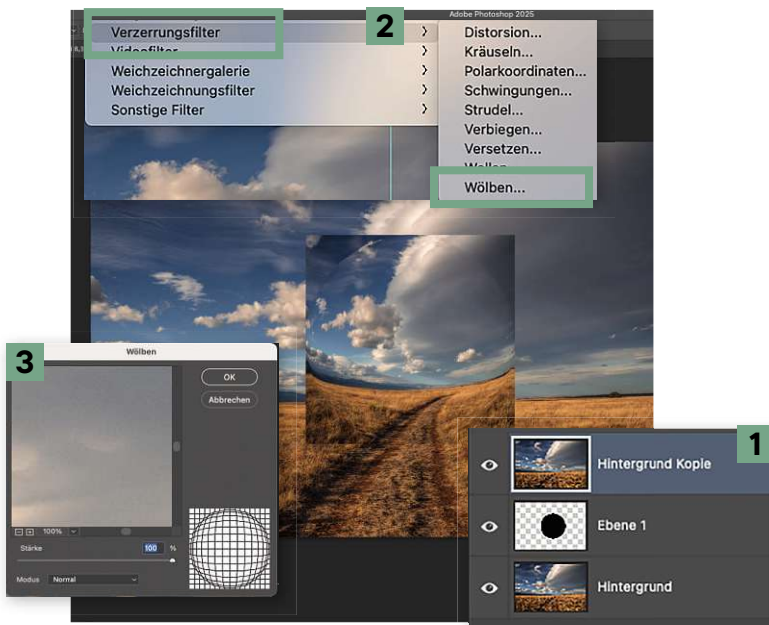 Adobe Photoshop 2025
2
Verzerrungsfilter
Videofilter
Weichzeichnergalerie
Weichzeichnungsfilter
Sonstige Filter
Distorsion...
Kräuseln...
Polarkoordinaten...
Schwingungen...
Strudel...
Verbiegen...
Versetzen...
Wölben...
3
Wölben
OK
Abbrechen
100%
Stärke 100 %
Modus Normal
1
Hintergrund Kopie
Ebene 1
Hintergrund